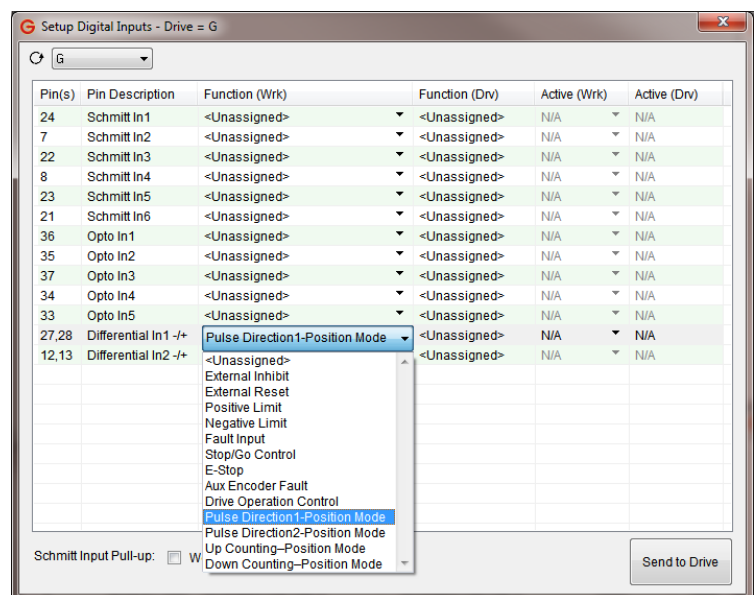 G Setup Digital Inputs - Drive = G
G
Pin(s) Pin Description Function (Wrk) Function (Drv) Active (Wrk) Active (Drv)
24 Schmitt In1 <Unassigned> <Unassigned> N/A N/A
7 Schmitt In2 <Unassigned> <Unassigned> N/A N/A
22 Schmitt In3 <Unassigned> <Unassigned> N/A N/A
8 Schmitt In4 <Unassigned> <Unassigned> N/A N/A
23 Schmitt In5 <Unassigned> <Unassigned> N/A N/A
21 Schmitt In6 <Unassigned> <Unassigned> N/A N/A
36 Opto In1 <Unassigned> <Unassigned> N/A N/A
35 Opto In2 <Unassigned> <Unassigned> N/A N/A
37 Opto In3 <Unassigned> <Unassigned> N/A N/A
34 Opto In4 <Unassigned> <Unassigned> N/A N/A
33 Opto In5 <Unassigned> <Unassigned> N/A N/A
27,28 Differential In1 -/+ Pulse Direction1-Position Mode <Unassigned> N/A N/A
12,13 Differential In2 -/+ <Unassigned> N/A N/A
<Unassigned>
External Inhibit
External Reset
Positive Limit
Negative Limit
Fault Input
Stop/Go Control
E-Stop
Aux Encoder Fault
Drive Operation Control
Pulse Direction1-Position Mode
Pulse Direction2-Position Mode
Up Counting–Position Mode
Down Counting–Position Mode
Schmitt Input Pull-up:
Send to Drive